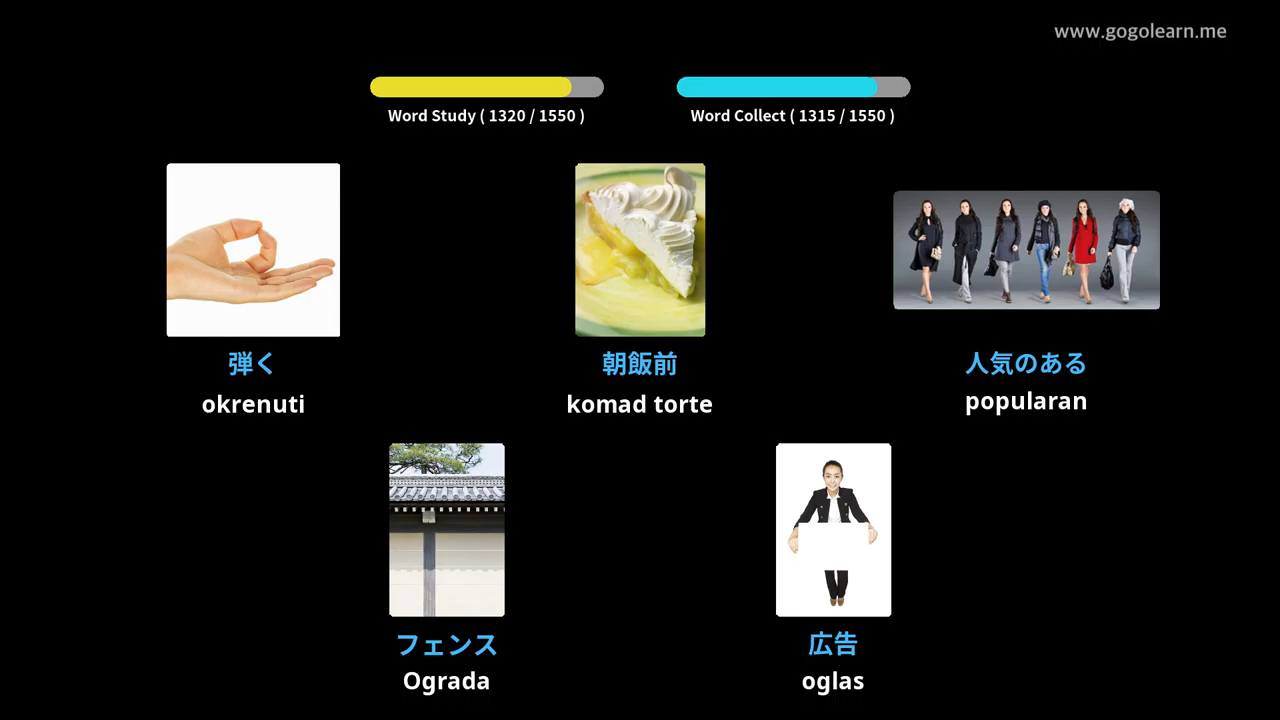 www.gogolearn.me
Word Study ( 1320 / 1550 )
Word Collect ( 1315 / 1550 )
弾く
okrenuti
朝飯前
komad torte
人気のある
popularan
フェンス
Ograda
広告
oglas